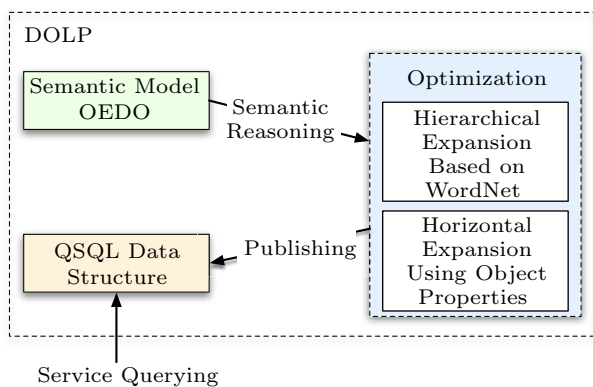 DOLP
Semantic Model
OEDO
Semantic
Reasoning
Optimization
Hierarchical
Expansion
Based on
WordNet
Horizontal
Expansion
Using Object
Properties
Publishing
QSQL Data
Structure
Service Querying